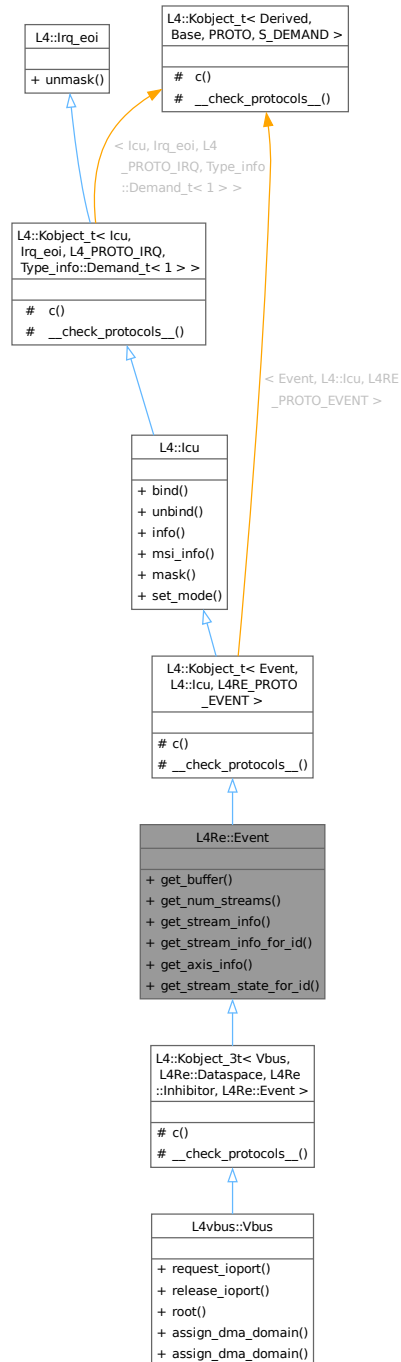 L4::Irq_eoi
+ unmask()
L4::Kobject_t< Derived,
Base, PROTO, S_DEMAND >
# c()
# __check_protocols__()
< Icu, Irq_eoi, L4
_PROTO_IRQ, Type_info
::Demand_t< 1 > >
L4::Kobject_t< Icu,
Irq_eoi, L4_PROTO_IRQ,
Type_info::Demand_t< 1 > >
# c()
# __check_protocols__()
< Event, L4::Icu, L4RE
_PROTO_EVENT >
L4::Icu
+ bind()
+ unbind()
+ info()
+ msi_info()
+ mask()
+ set_mode()
L4::Kobject_t< Event,
L4::Icu, L4RE_PROTO
_EVENT >
# c()
# __check_protocols__()
L4Re::Event
+ get_buffer()
+ get_num_streams()
+ get_stream_info()
+ get_stream_info_for_id()
+ get_axis_info()
+ get_stream_state_for_id()
L4::Kobject_3t< Vbus,
L4Re::Dataspace, L4Re
::Inhibitor, L4Re::Event >
# c()
# __check_protocols__()
L4vbus::Vbus
+ request_ioport()
+ release_ioport()
+ root()
+ assign_dma_domain()
+ assign_dma_domain()